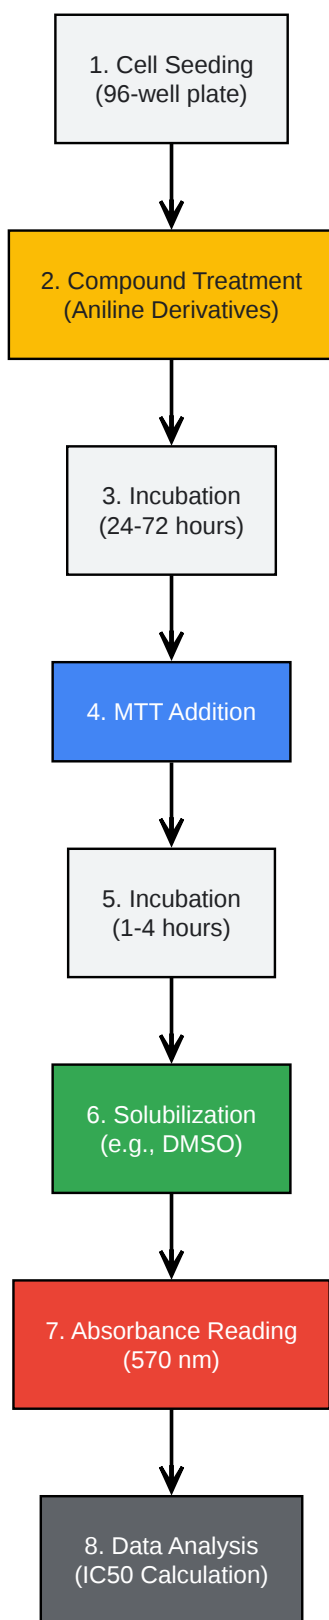 1. Cell Seeding
(96-well plate)
2. Compound Treatment
(Aniline Derivatives)
3. Incubation
(24-72 hours)
4. MTT Addition
5. Incubation
(1-4 hours)
6. Solubilization
(e.g., DMSO)
7. Absorbance Reading
(570 nm)
8. Data Analysis
(IC50 Calculation)